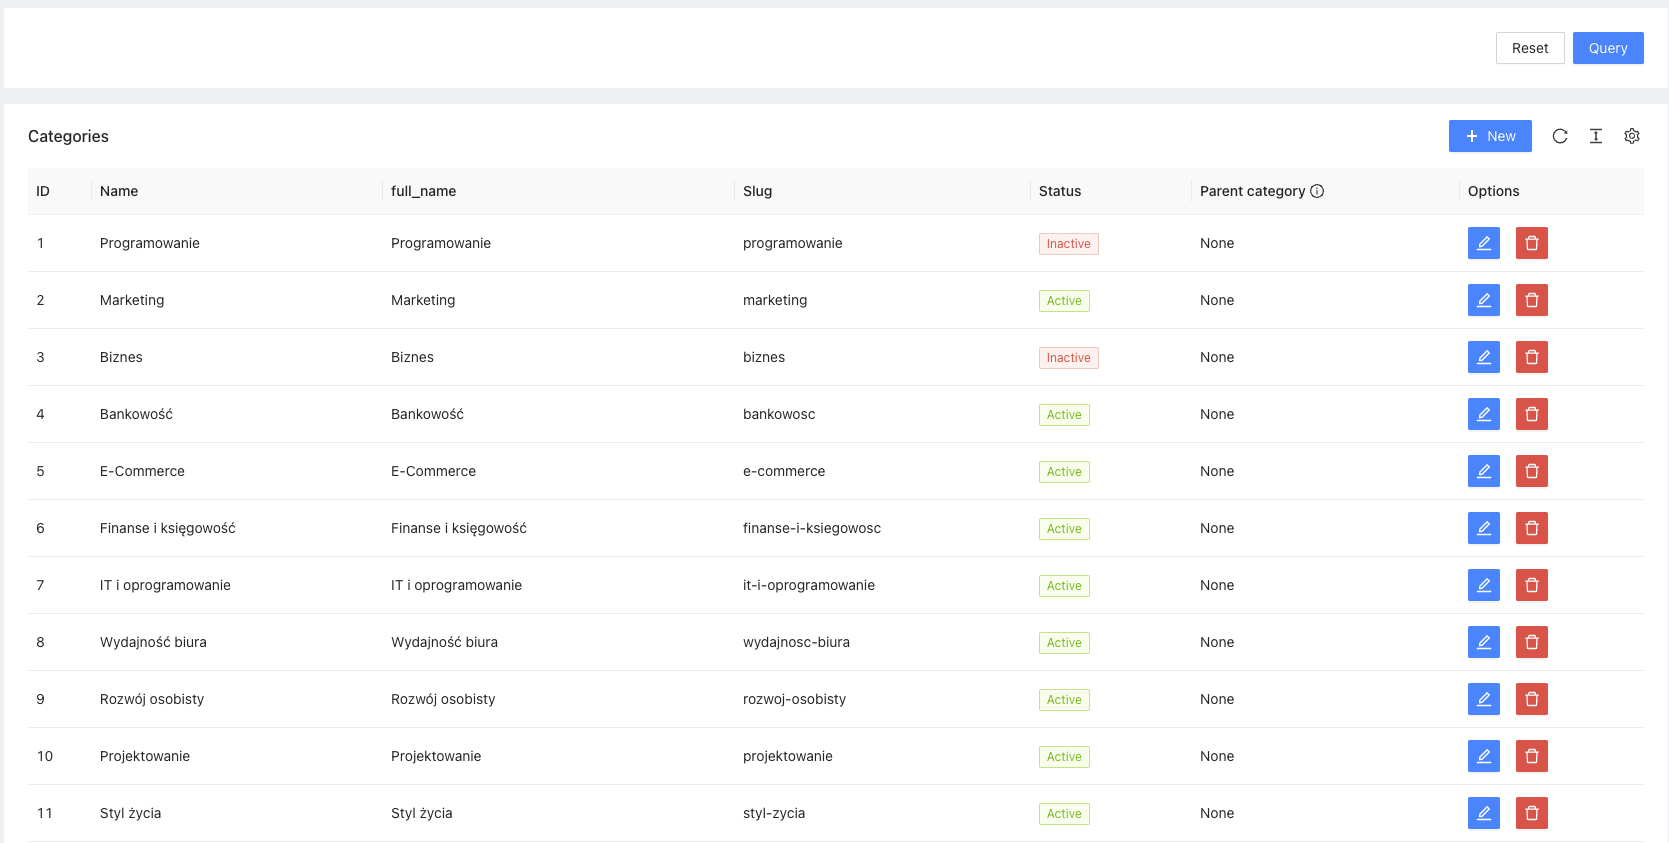 Reset Query
Categories New
ID Name full_name Slug Status Parent category Options
1 Programowanie Programowanie programowanie Inactive None
2 Marketing Marketing marketing Active None
3 Biznes Biznes biznes Inactive None
4 Bankowość Bankowość bankowosc Active None
5 E-Commerce E-Commerce e-commerce Active None
6 Finanse i księgowość Finanse i księgowość finanse-i-ksiegowosc Active None
7 IT i oprogramowanie IT i oprogramowanie it-i-oprogramowanie Active None
8 Wydajność biura Wydajność biura wydajnosc-biura Active None
9 Rozwój osobisty Rozwój osobisty rozwoj-osobisty Active None
10 Projektowanie Projektowanie projektowanie Active None
11 Styl życia Styl życia styl-zycia Active None